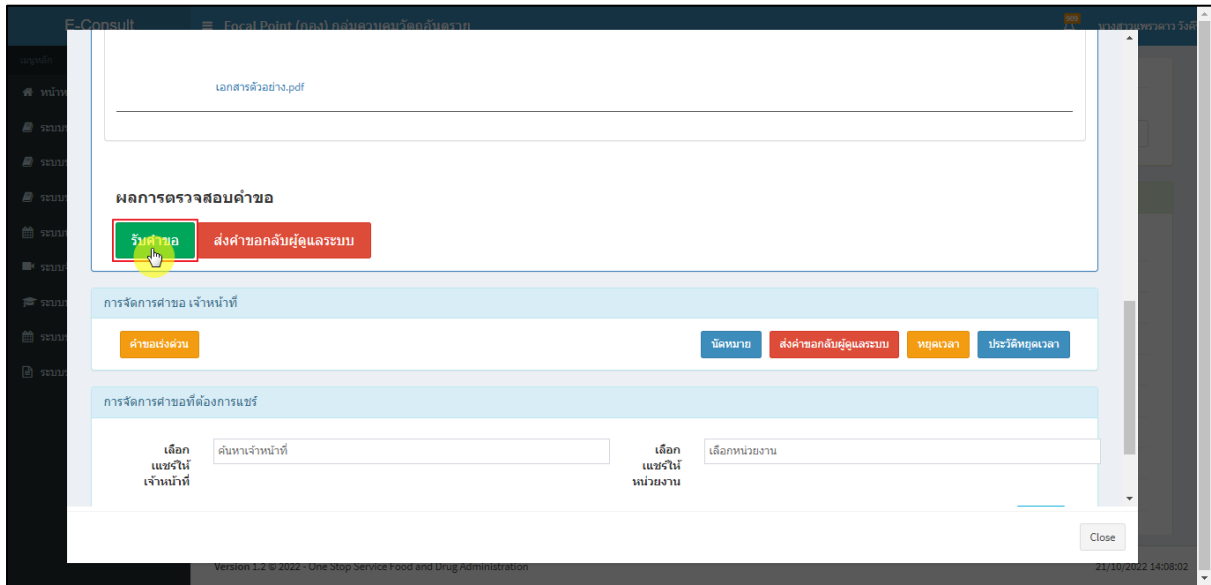 E-Consult
Focal Point (กอง) กลุ่มควบคุมวัตถุอันตราย
เมนูหลัก
เอกสารตัวอย่าง.pdf
ผลการตรวจสอบคำขอ
รับคำขอ ส่งคำขอกลับผู้ดูแลระบบ
การจัดการคำขอ เจ้าหน้าที่
คำขอเร่งด่วน นัดหมาย ส่งคำขอกลับผู้ดูแลระบบ หยุดเวลา ประวัติหยุดเวลา
การจัดการคำขอที่ต้องการแชร์
เลือก ค้นหาเจ้าหน้าที่ เลือก เลือกหน่วยงาน
แชร์ให้ แชร์ให้
เจ้าหน้าที่ หน่วยงาน
Close
Version 1.2 © 2022 - One Stop Service Food and Drug Administration 21/10/2022 14:08:02